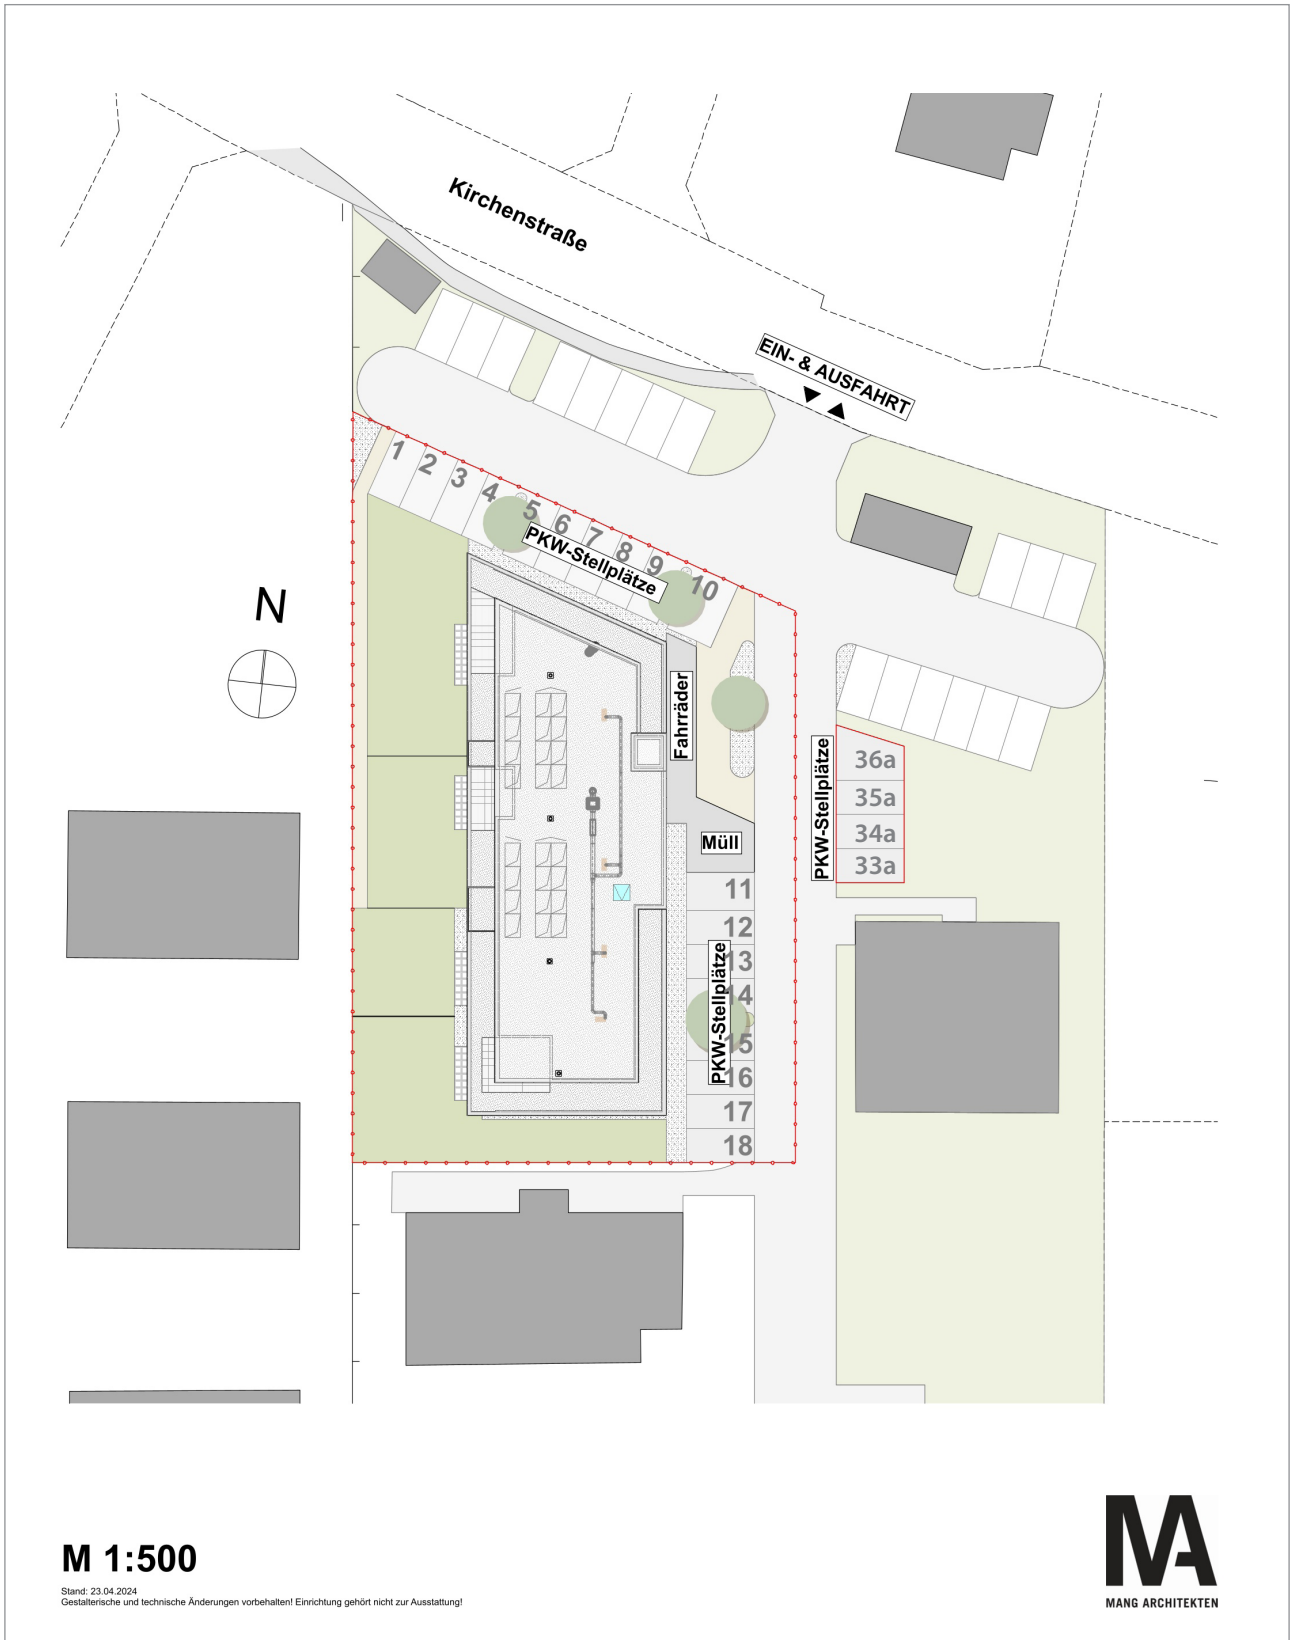 Kirchenstraße
EIN- & AUSFAHRT
1
2
3
4
5
6
7
8
9
10
PKW-Stellplätze
N
Fahrräder
Müll
PKW-Stellplätze
36a
35a
34a
33a
11
12
13
14
15
16
17
18
PKW-Stellplätze
M 1:500
Stand: 23.04.2024
Gestalterische und technische Änderungen vorbehalten! Einrichtung gehört nicht zur Ausstattung!
MA
MANG ARCHITEKTEN